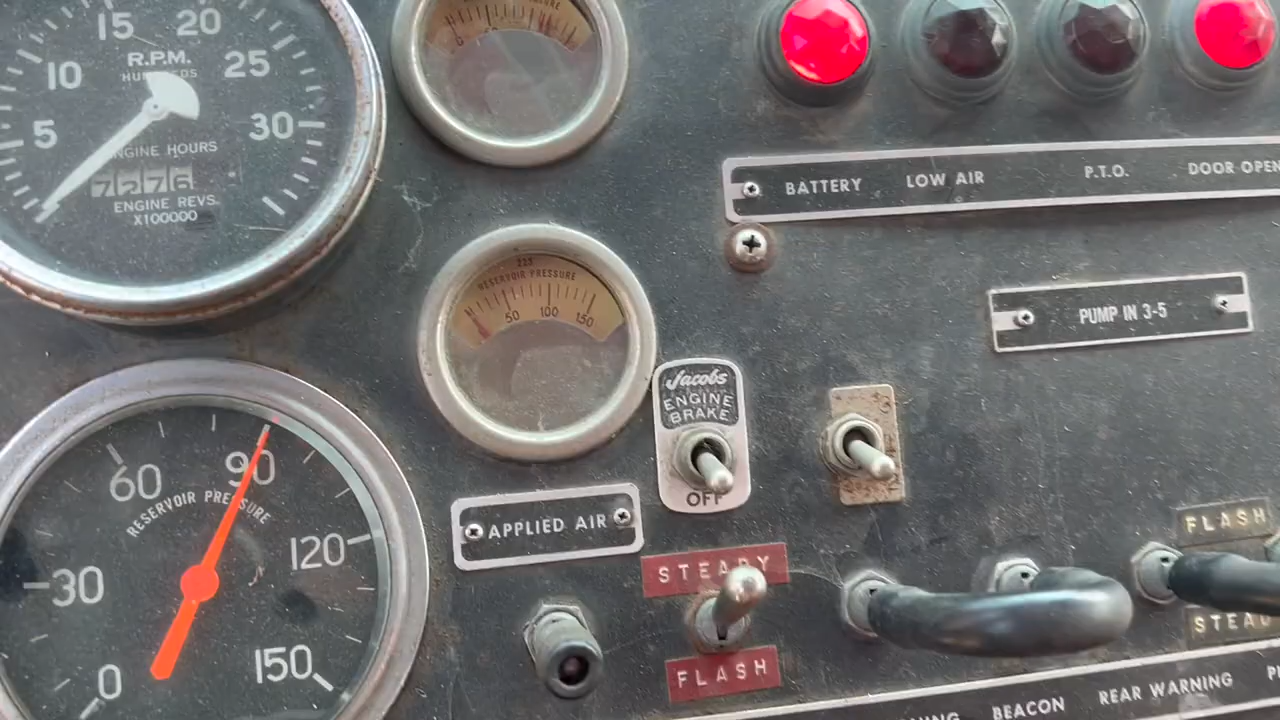 15 20
R.P.M.
HUNDREDS
10 25
5 30
ENGINE HOURS
7276
ENGINE REVS.
X100000
BATTERY LOW AIR P.T.O. DOOR OPEN
225
RESERVOIR PRESSURE
50 100 150
PUMP IN 3-5
Jacobs
ENGINE
BRAKE
OFF
60 90
RESERVOIR PRESSURE
30 120
0 150
APPLIED AIR
STEADY
FLASH
FLASH
STEAD
BEACON REAR WARNING